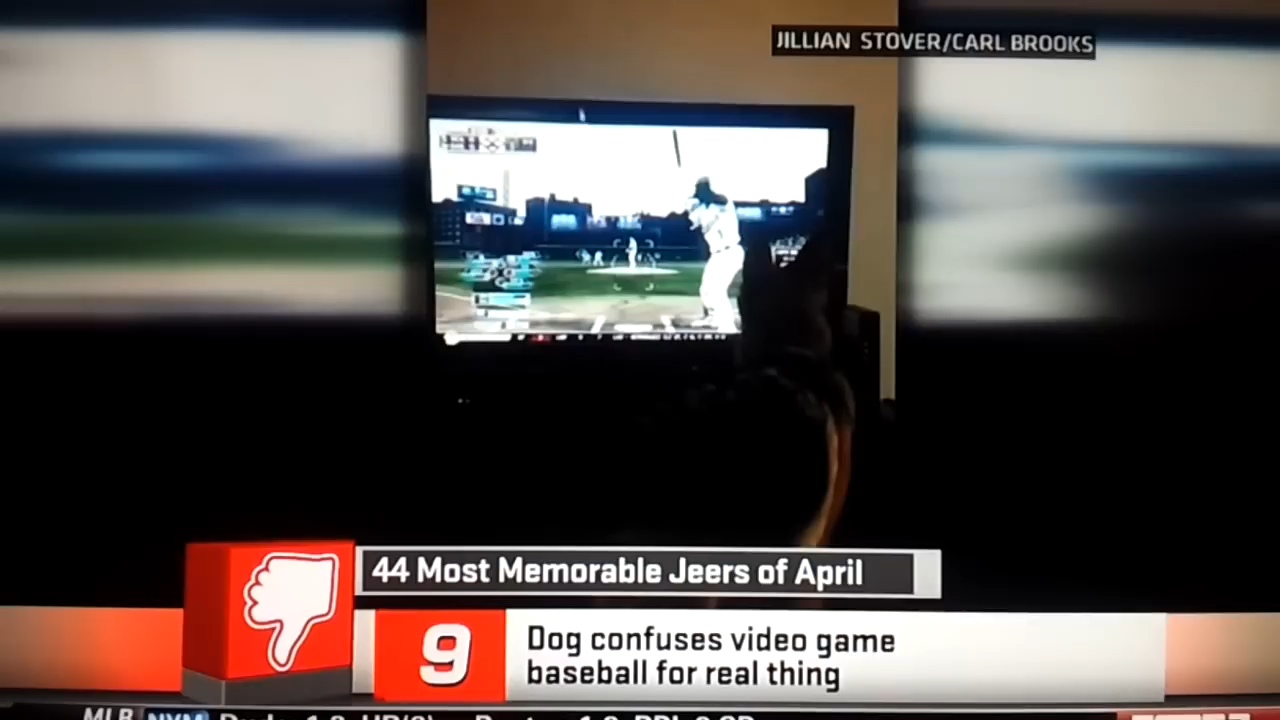 JILLIAN STOVER/CARL BROOKS
44 Most Memorable Jeers of April
9
Dog confuses video game
baseball for real thing
MLB NYM